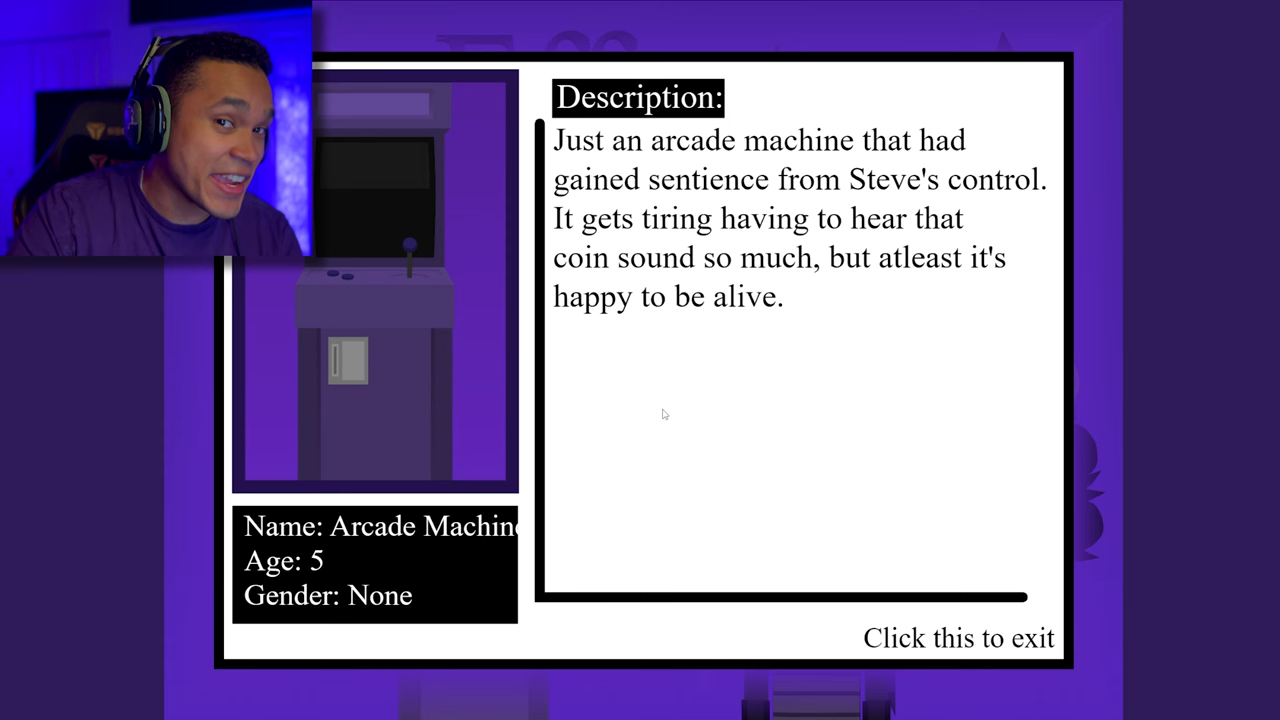 Description:
Just an arcade machine that had
gained sentience from Steve's control.
It gets tiring having to hear that
coin sound so much, but atleast it's
happy to be alive.
Name: Arcade Machine
Age: 5
Gender: None
Click this to exit